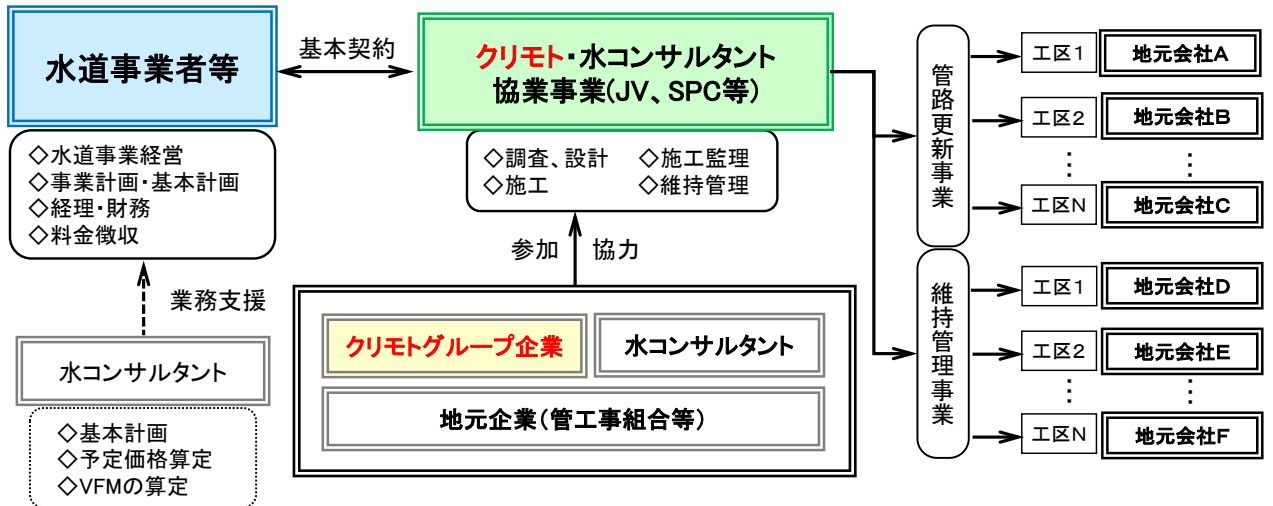 水道事業者等
◇水道事業経営
◇事業計画・基本計画
◇経理・財務
◇料金徴収
業務支援
水コンサルタント
◇基本計画
◇予定価格算定
◇VFMの算定
基本契約
クリモト・水コンサルタント
協業事業(JV、SPC等)
◇調査、設計 ◇施工監理
◇施工 ◇維持管理
参加 協力
クリモトグループ企業
水コンサルタント
地元企業(管工事組合等)
管路更新事業
工区1 地元会社A
工区2 地元会社B
⋮ ⋮
工区N 地元会社C
維持管理事業
工区1 地元会社D
工区2 地元会社E
⋮ ⋮
工区N 地元会社F